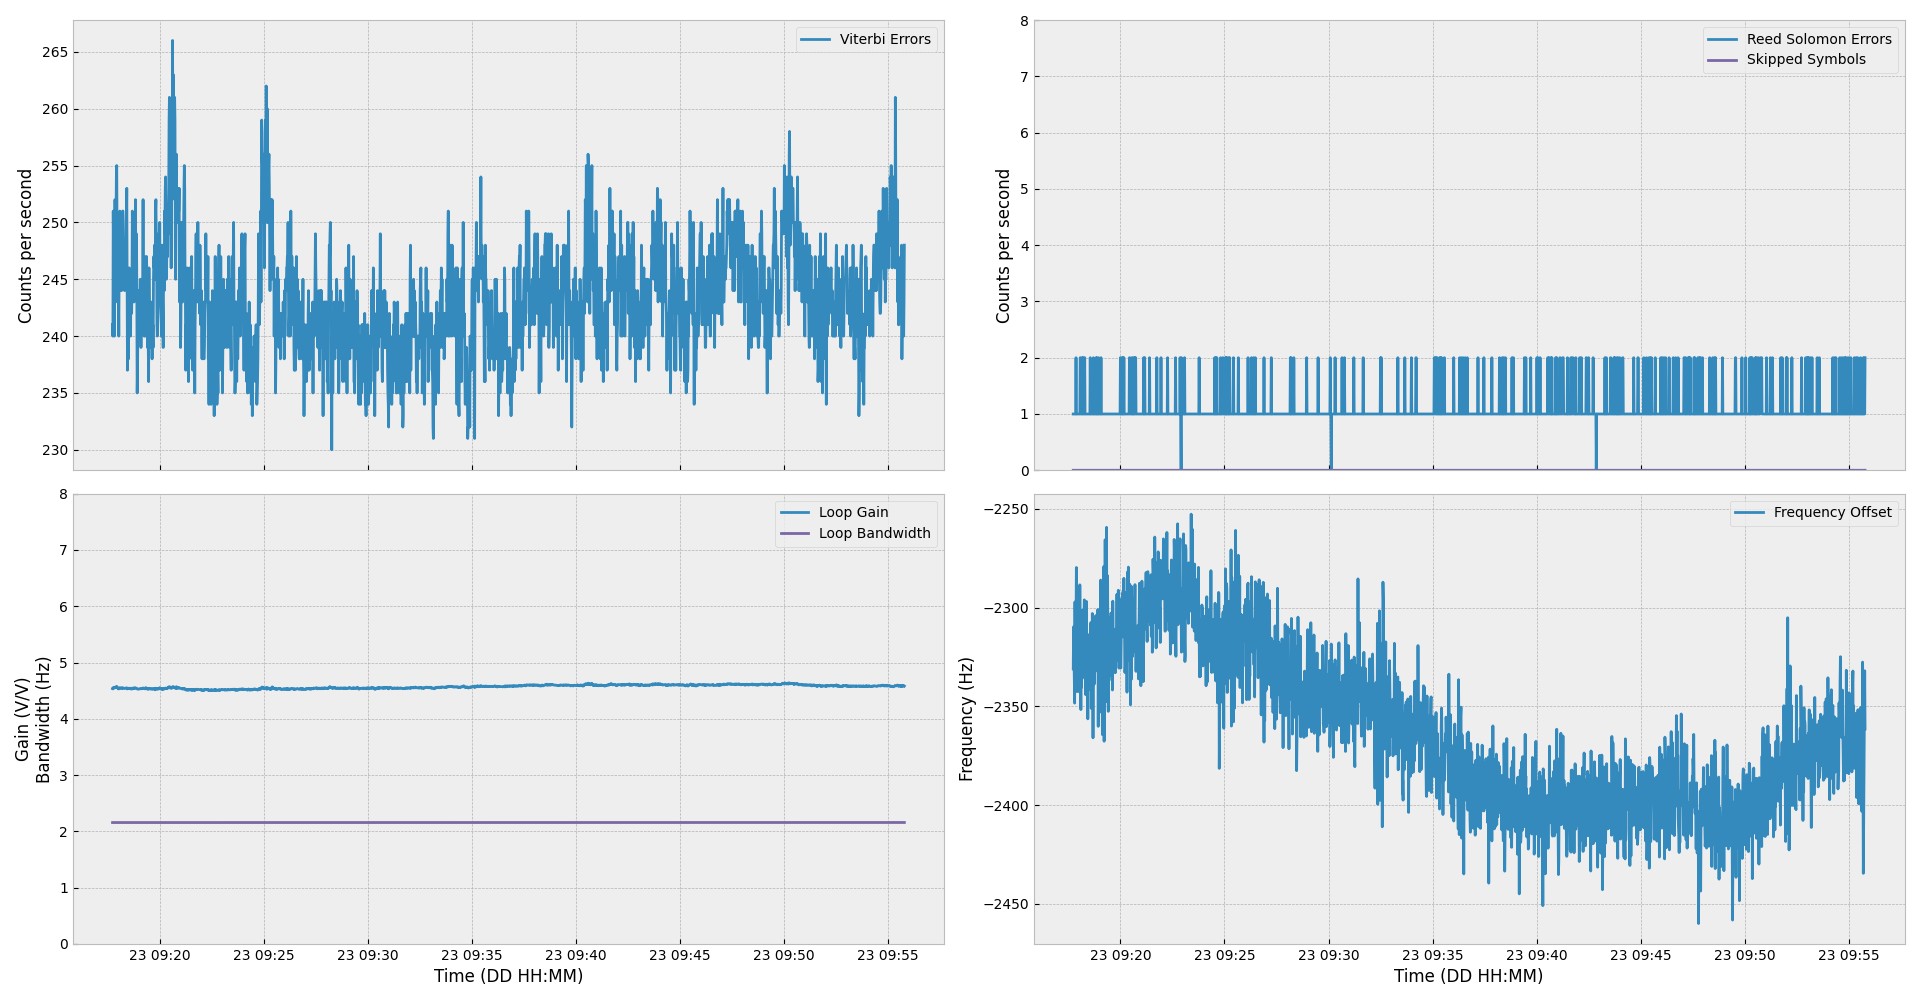 265
260
255
250
245
240
235
230
Counts per second
Viterbi Errors
8
7
6
5
4
3
2
1
0
Counts per second
Reed Solomon Errors
Skipped Symbols
8
7
6
5
4
3
2
1
0
Gain (V/V)
Bandwidth (Hz)
Loop Gain
Loop Bandwidth
23 09:20 23 09:25 23 09:30 23 09:35 23 09:40 23 09:45 23 09:50 23 09:55
Time (DD HH:MM)
−2250
−2300
−2350
−2400
−2450
Frequency (Hz)
Frequency Offset
23 09:20 23 09:25 23 09:30 23 09:35 23 09:40 23 09:45 23 09:50 23 09:55
Time (DD HH:MM)